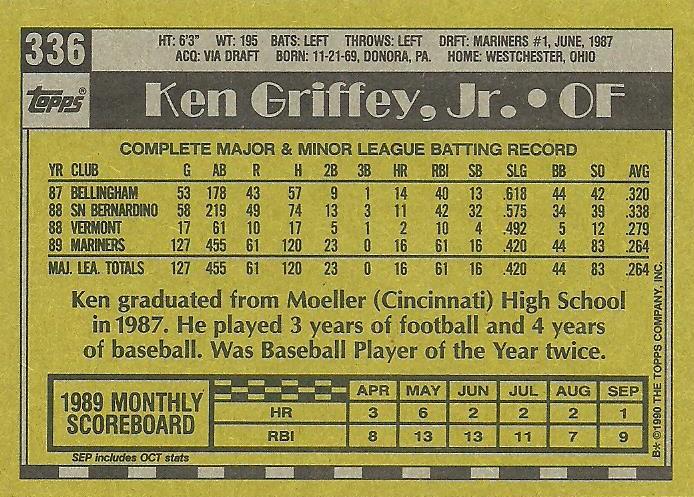 336
HT: 6'3" WT: 195 BATS: LEFT THROWS: LEFT DRFT: MARINERS #1, JUNE, 1987
ACQ: VIA DRAFT BORN: 11-21-69, DONORA, PA. HOME: WESTCHESTER, OHIO
topps® Ken Griffey, Jr. • OF
COMPLETE MAJOR & MINOR LEAGUE BATTING RECORD
YR CLUB G AB R H 2B 3B HR RBI SB SLG BB SO AVG
87 BELLINGHAM 53 178 43 57 9 1 14 40 13 .618 44 42 .320
88 SN BERNARDINO 58 219 49 74 13 3 11 42 32 .575 34 39 .338
88 VERMONT 17 61 10 17 5 1 2 10 4 .492 5 12 .279
89 MARINERS 127 455 61 120 23 0 16 61 16 .420 44 83 .264
MAJ. LEA. TOTALS 127 455 61 120 23 0 16 61 16 .420 44 83 .264
Ken graduated from Moeller (Cincinnati) High School
in 1987. He played 3 years of football and 4 years
of baseball. Was Baseball Player of the Year twice.
1989 MONTHLY
SCOREBOARD
APR MAY JUN JUL AUG SEP
HR 3 6 2 2 2 1
RBI 8 13 13 11 7 9
SEP includes OCT stats
B* ©1990 THE TOPPS COMPANY, INC.